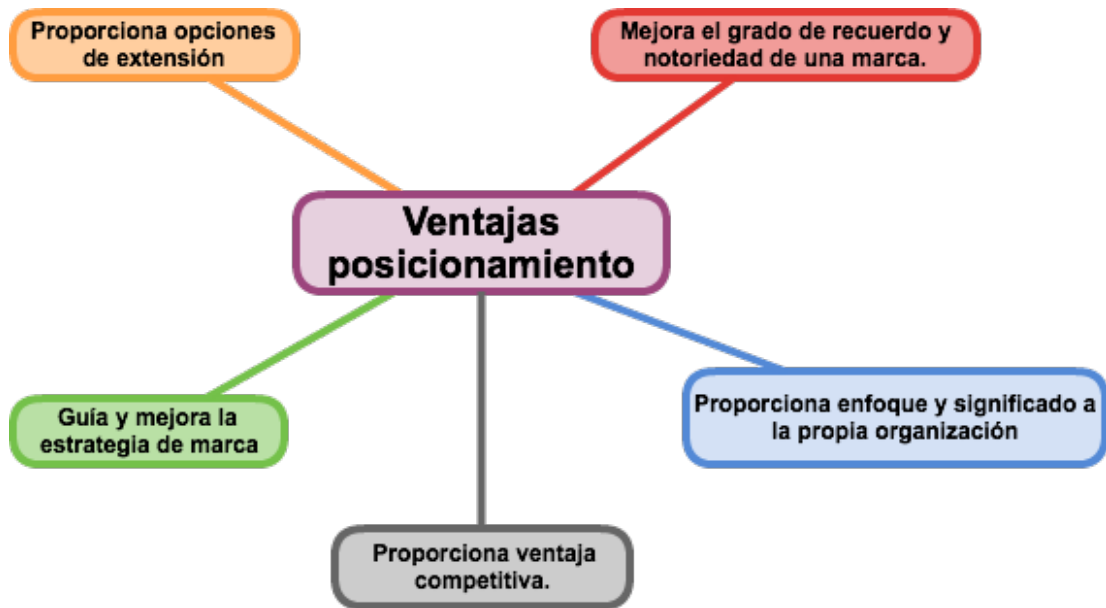 Proporciona opciones
de extensión
Mejora el grado de recuerdo y
notoriedad de una marca.
Ventajas
posicionamiento
Guía y mejora la
estrategia de marca
Proporciona enfoque y significado a
la propia organización
Proporciona ventaja
competitiva.